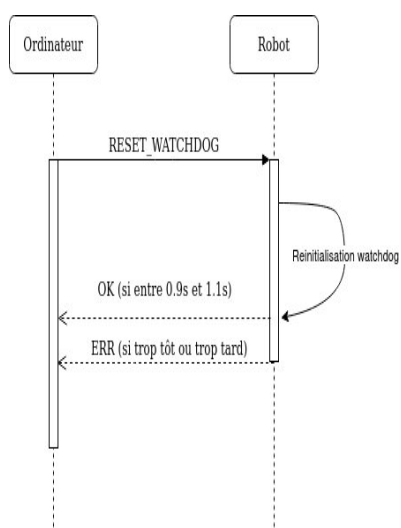 Ordinateur
Robot
RESET_WATCHDOG
Reinitialisation watchdog
OK (si entre 0.9s et 1.1s)
ERR (si trop tôt ou trop tard)